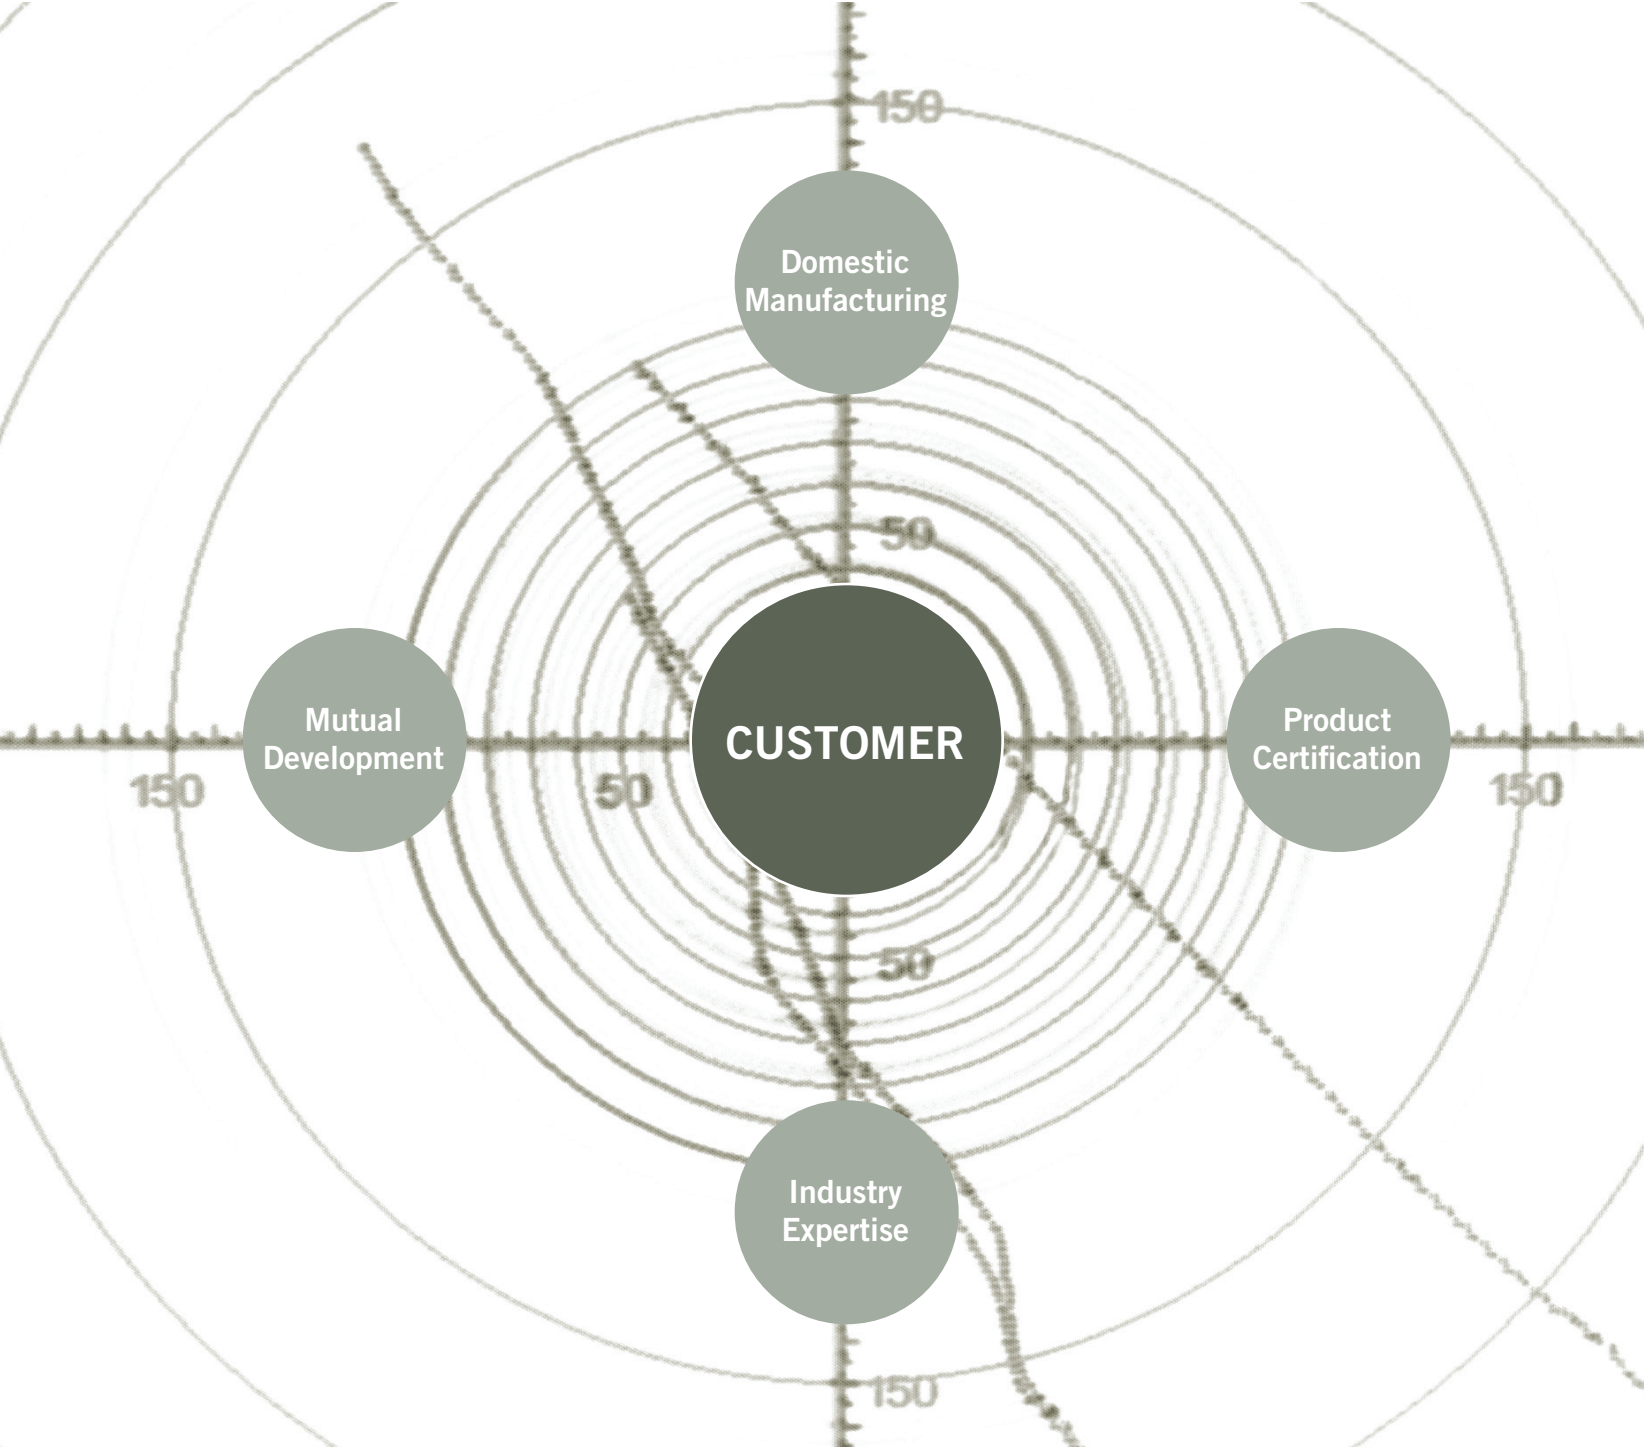 150
Domestic
Manufacturing
50
Mutual
Development
CUSTOMER
Product
Certification
150
50
150
50
Industry
Expertise
150